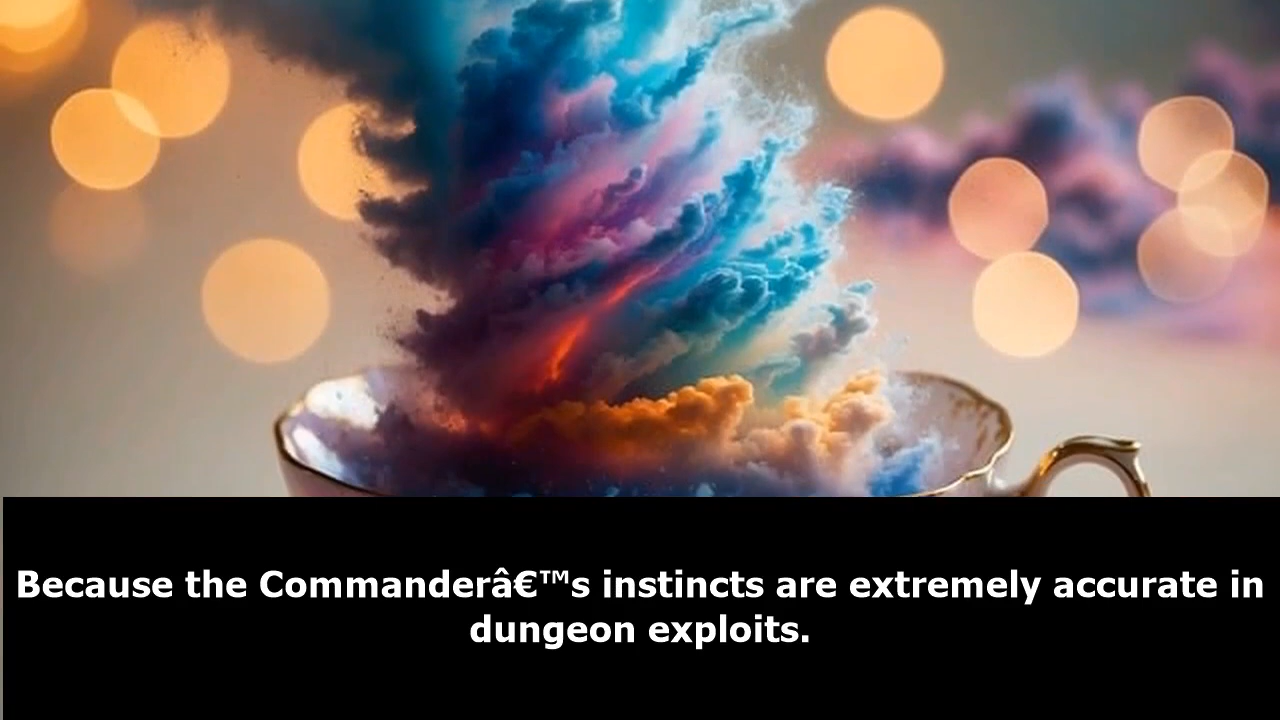 Because the Commanderâ€™s instincts are extremely accurate in
dungeon exploits.